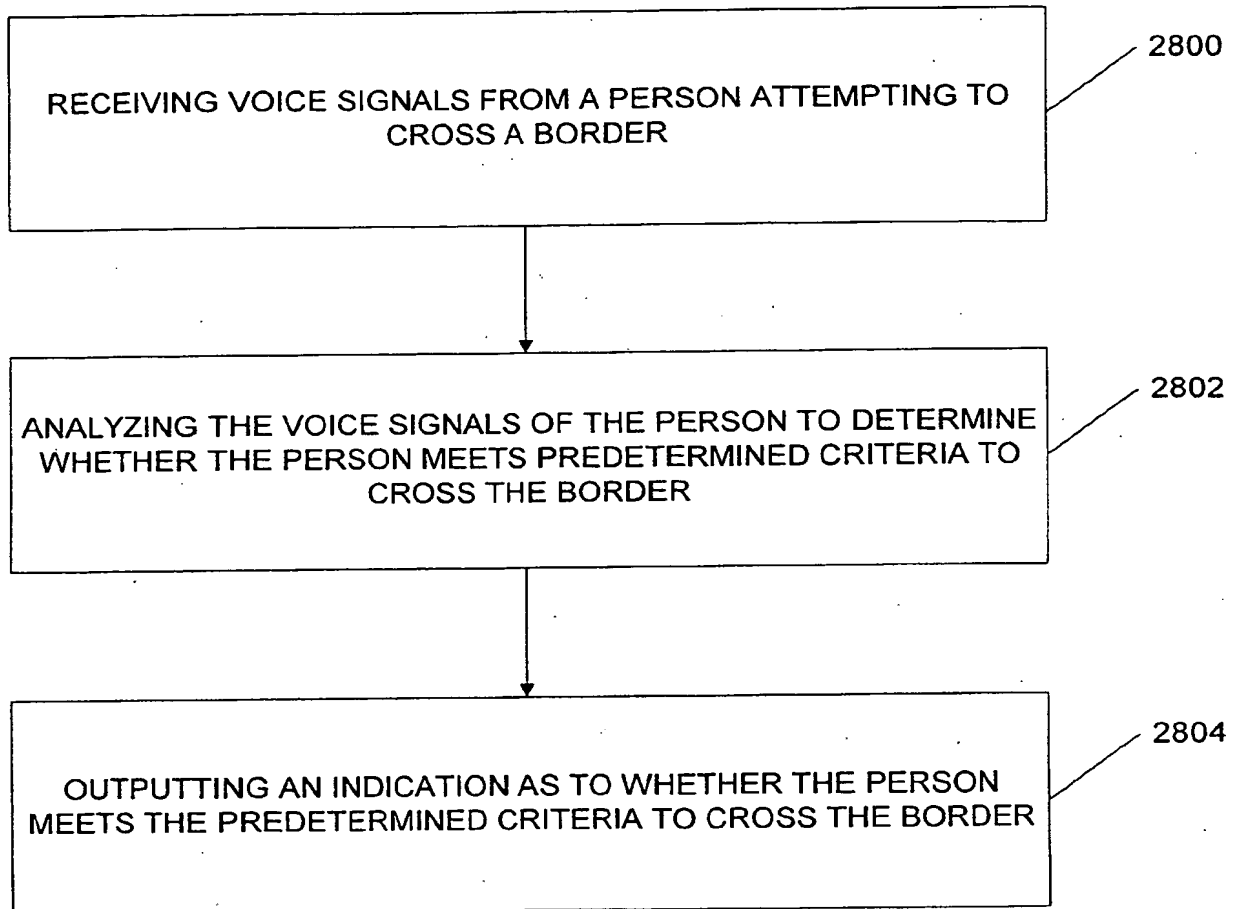 RECEIVING VOICE SIGNALS FROM A PERSON ATTEMPTING TO
CROSS A BORDER
2800
ANALYZING THE VOICE SIGNALS OF THE PERSON TO DETERMINE
WHETHER THE PERSON MEETS PREDETERMINED CRITERIA TO
CROSS THE BORDER
2802
OUTPUTTING AN INDICATION AS TO WHETHER THE PERSON
MEETS THE PREDETERMINED CRITERIA TO CROSS THE BORDER
2804